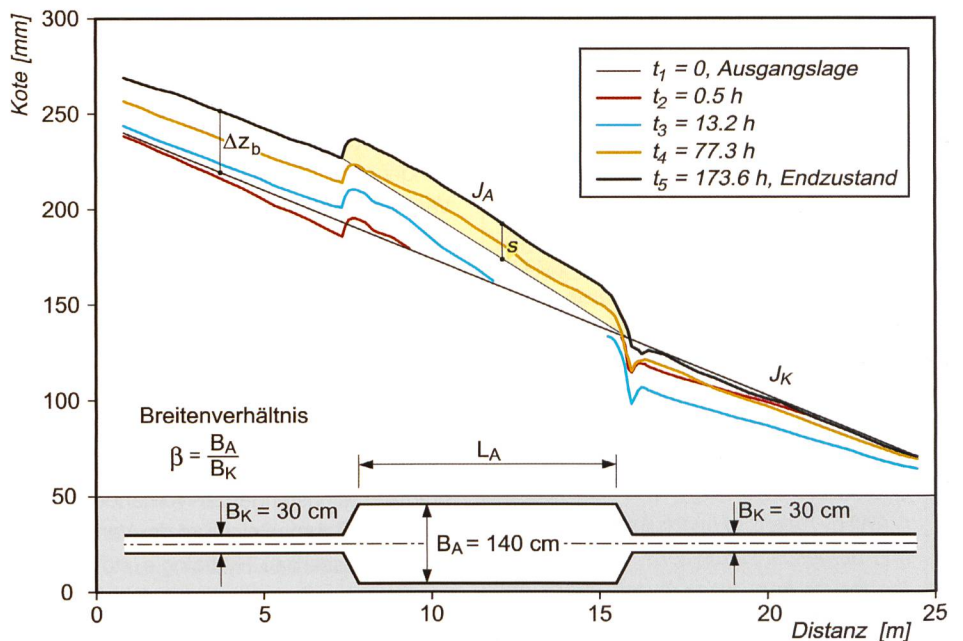 Kote [mm]
300
250
200
150
100
50
0
t1 = 0, Ausgangslage
t2 = 0.5 h
t3 = 13.2 h
t4 = 77.3 h
t5 = 173.6 h, Endzustand
Δzb
JA
s
JK
Breitenverhältnis
β = BA/BK
LA
BK = 30 cm
BA = 140 cm
BK = 30 cm
0
5
10
15
20
25
Distanz [m]